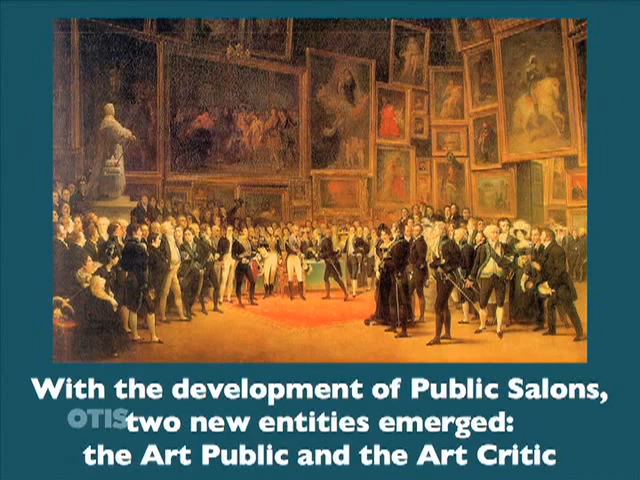 With the development of Public Salons,
OTIS
two new entities emerged:
the Art Public and the Art Critic